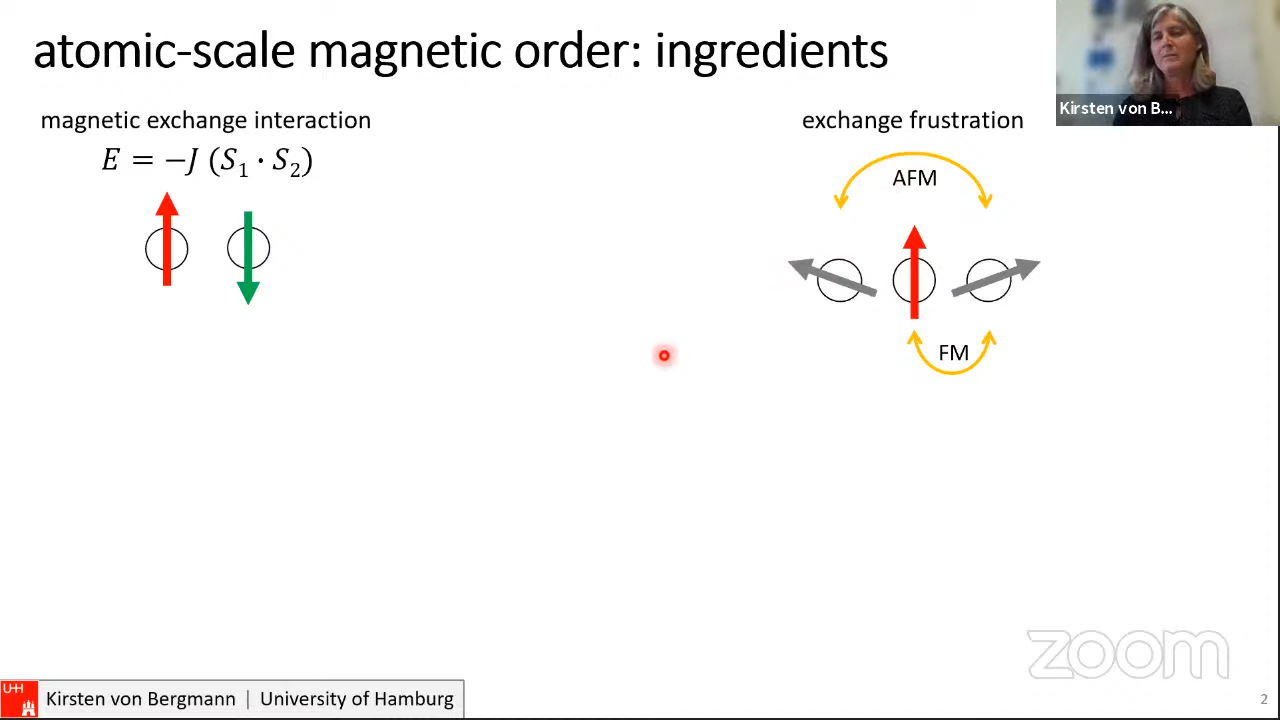 atomic-scale magnetic order: ingredients
Kirsten von B...
magnetic exchange interaction
E = −J (S₁ · S₂)
exchange frustration
AFM
FM
zoom
UHH
Kirsten von Bergmann | University of Hamburg
2